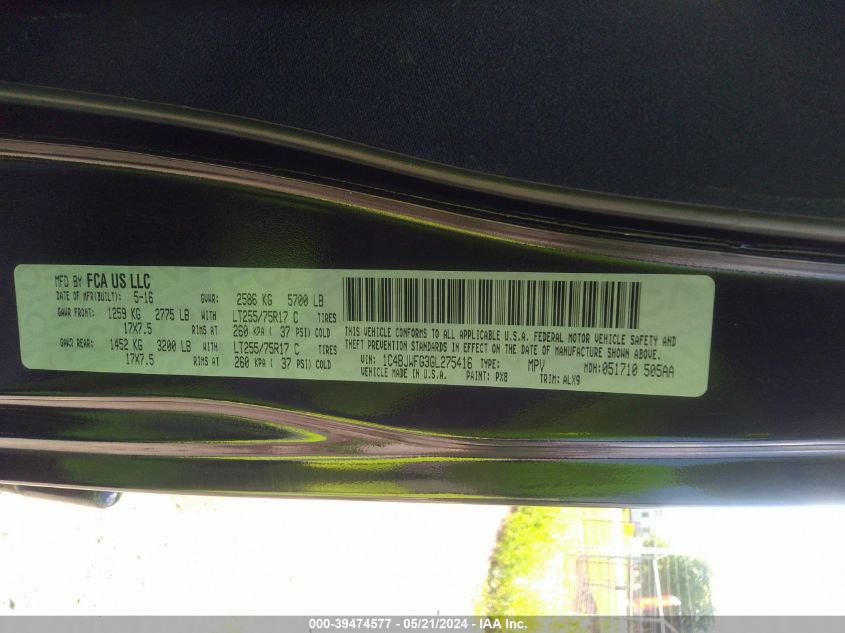 MFD BY FCA US LLC
DATE OF MFR(BUILT): 5-16 GVWR: 2586 KG 5700 LB
GAWR FRONT: 1259 KG 2775 LB WITH LT255/75R17 C TIRES
17X7.5 RIMS AT 260 KPA ( 37 PSI) COLD
GAWR REAR: 1452 KG 3200 LB WITH LT255/75R17 C TIRES
17X7.5 RIMS AT 260 KPA ( 37 PSI) COLD
THIS VEHICLE CONFORMS TO ALL APPLICABLE U.S.A. FEDERAL MOTOR VEHICLE SAFETY AND
THEFT PREVENTION STANDARDS IN EFFECT ON THE DATE OF MANUFACTURE SHOWN ABOVE.
VIN: 1C4BJWFG3GL275416 TYPE: MPV MDH:051710 505AA
VEHICLE MADE IN U.S.A. PAINT: PX8 TRIM: ALX9
000-39474577 - 05/21/2024 - IAA Inc.